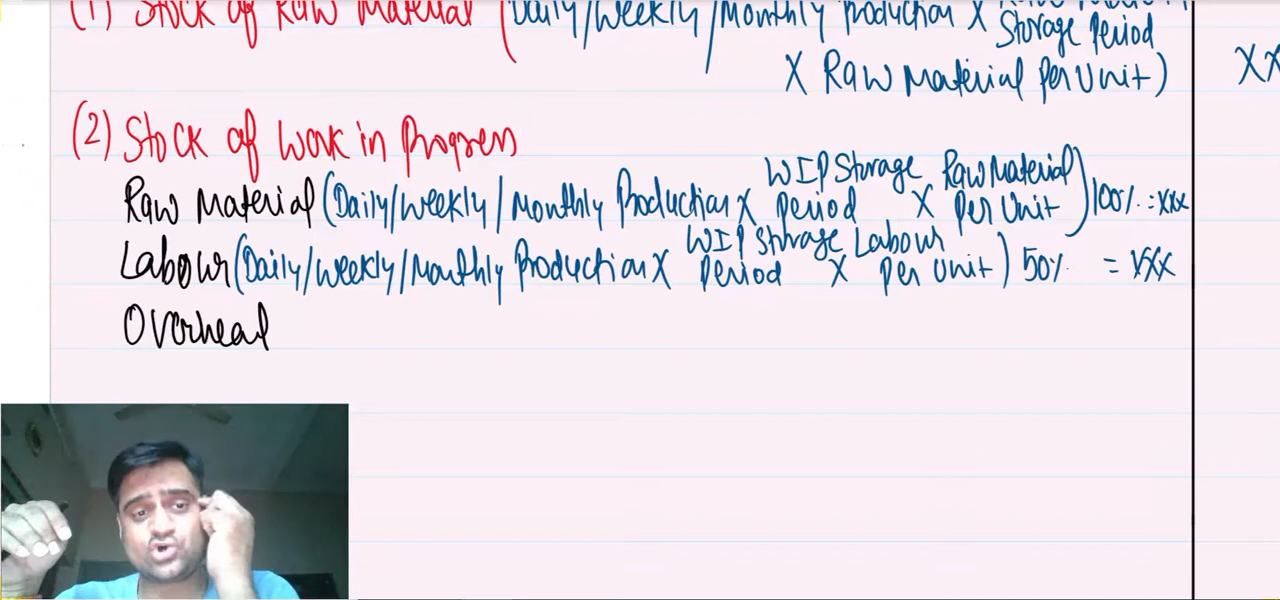 (1) Stock of Raw Material (Daily/Weekly/Monthly Production X
Storage Period
X Raw Material Per Unit) XX
(2) Stock of Work in Progress
WIP Storage Raw Material
Raw Material (Daily/Weekly/Monthly Production X Period X Per Unit) 100% = XXX
WIP Storage Labour
Labour (Daily/Weekly/Monthly Production X Period X Per Unit) 50% = XXX
Overhead